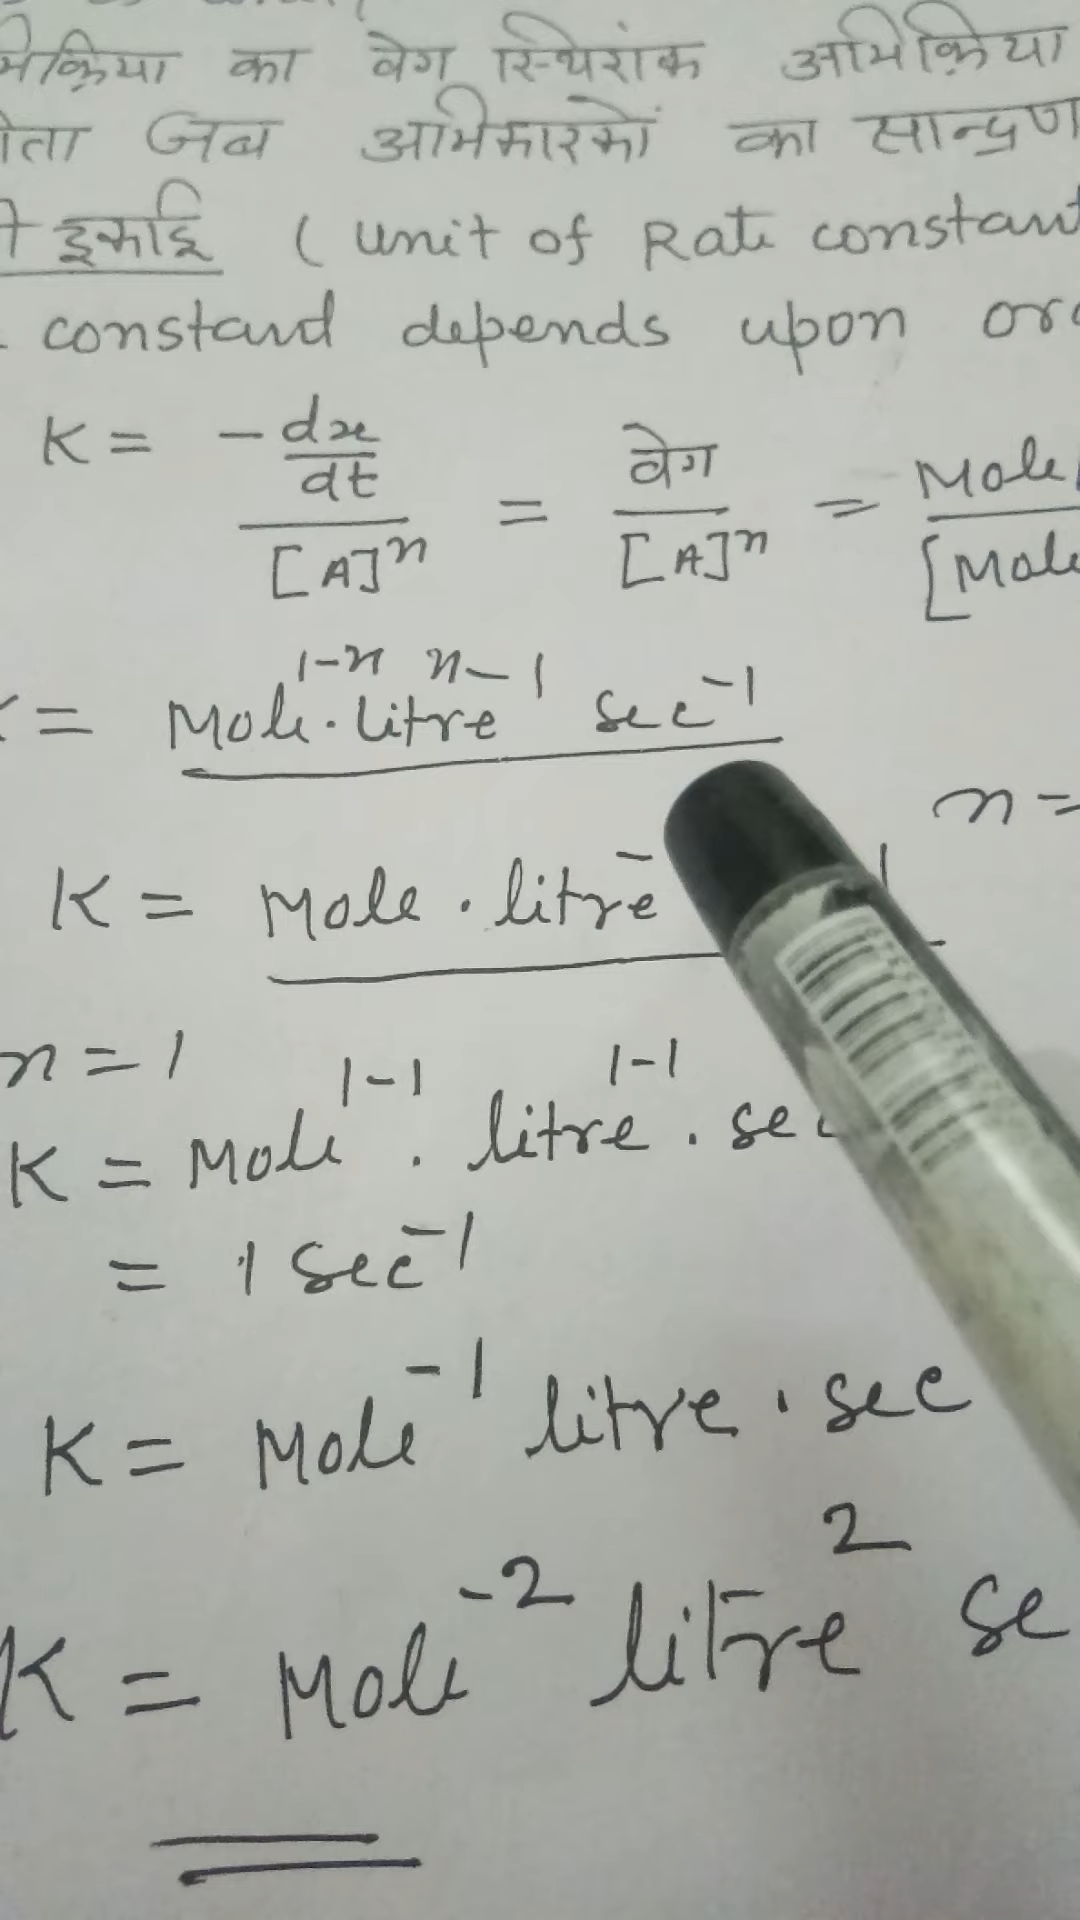 का वेग स्थिरांक अभिक्रिया
जब अभिकारकों का सान्द्रण
इकाई ( unit of Rate constant
constant depends upon
K = -dx/dt / [A]^n = वेग / [A]^n = Mole / [Mole
= Mole^1-n . litre^n-1 sec^-1
n =
K = Mole . litre^-
n = 1
K = Mole^1-1 . litre^1-1 .
= 1 sec^-1
K = Mole^-1 litre . sec
K = Mole^-2 litre^2